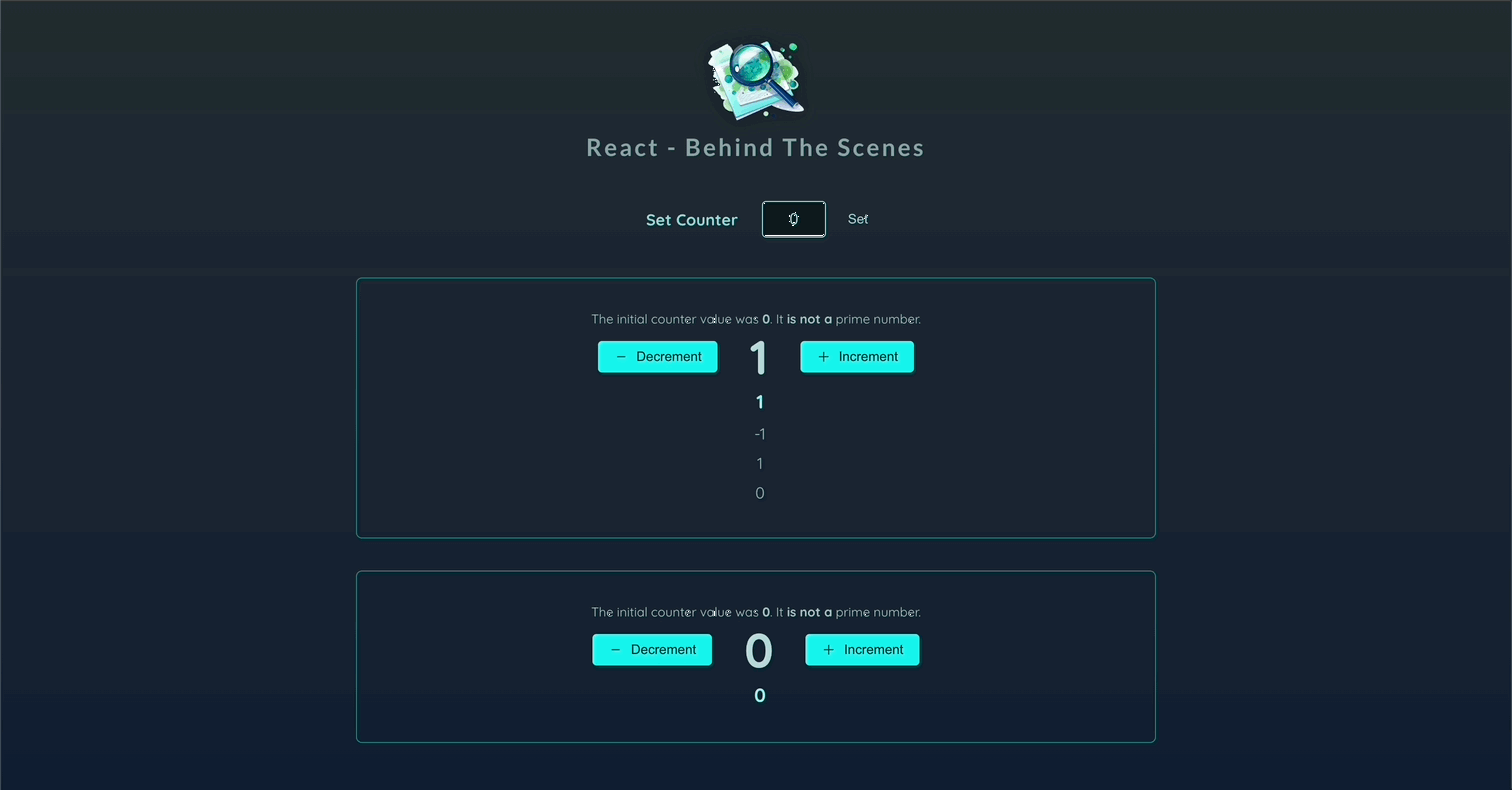 React - Behind The Scenes
Set Counter 0 Set
The initial counter value was 0. It is not a prime number.
− Decrement 1 + Increment
1
-1
1
0
The initial counter value was 0. It is not a prime number.
− Decrement 0 + Increment
0